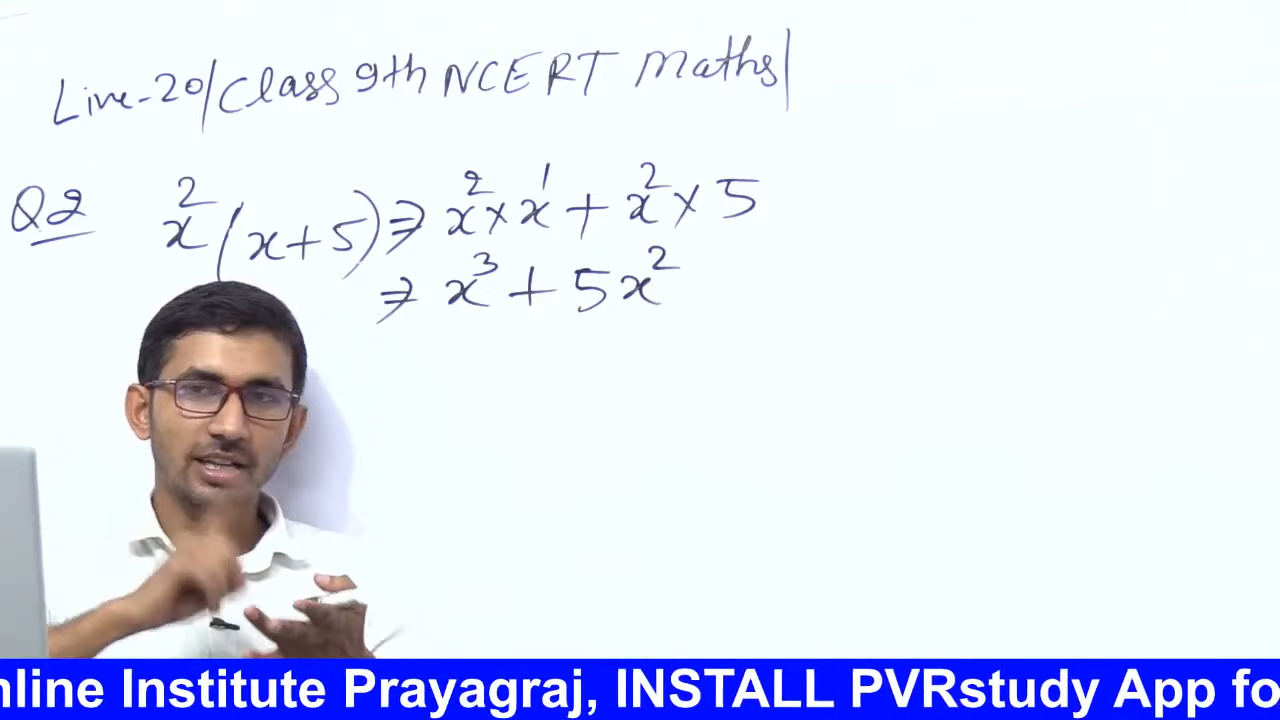 Live-20/Class 9th NCERT Maths|
Q2 x²(x+5) ⇒ x²×x¹+x²×5
⇒ x³+5x²
nline Institute Prayagraj, INSTALL PVRstudy App fo